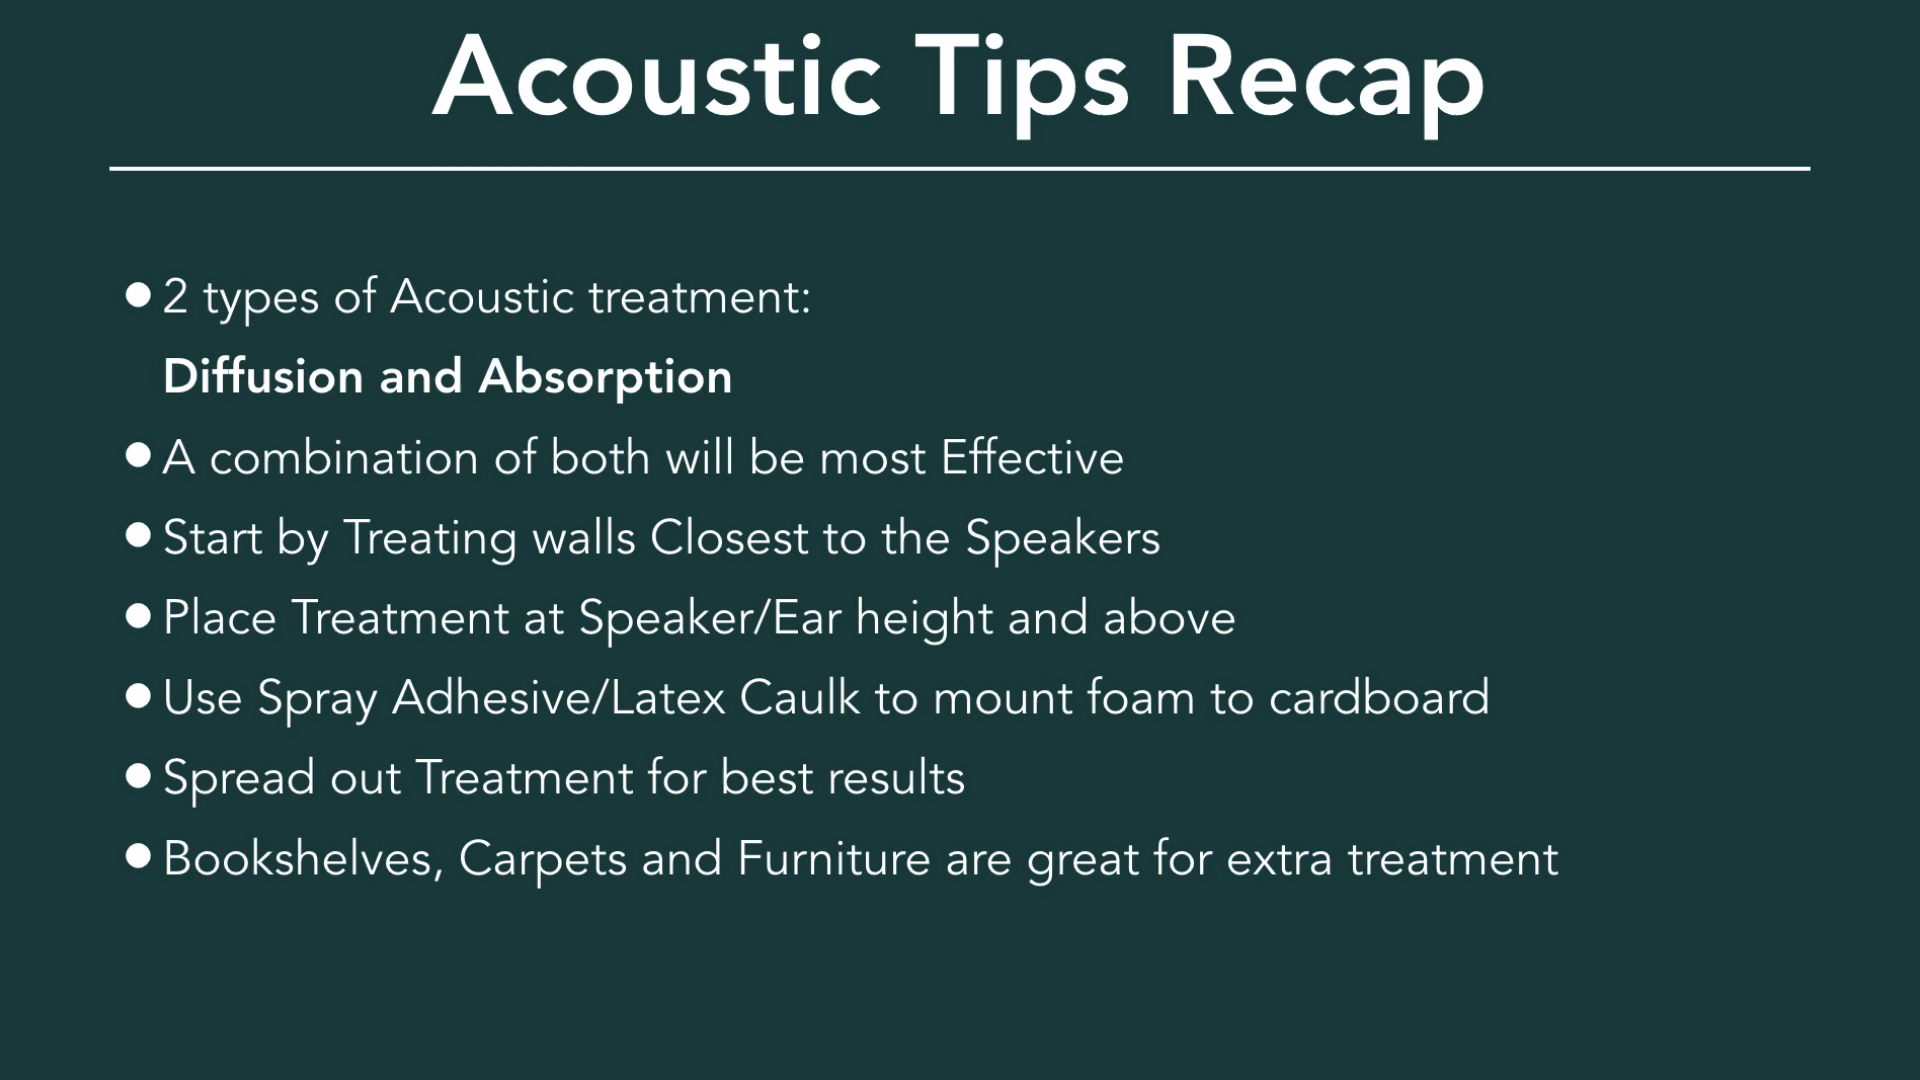 Acoustic Tips Recap
● 2 types of Acoustic treatment:
Diffusion and Absorption
● A combination of both will be most Effective
● Start by Treating walls Closest to the Speakers
● Place Treatment at Speaker/Ear height and above
● Use Spray Adhesive/Latex Caulk to mount foam to cardboard
● Spread out Treatment for best results
● Bookshelves, Carpets and Furniture are great for extra treatment